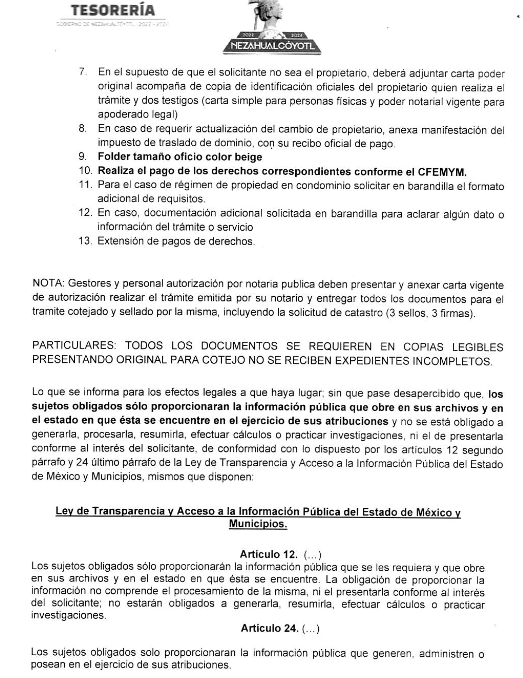 TESORERÍA
GOBIERNO DE NEZAHUALCÓYOTL
NEZAHUALCÓYOTL
7. En el supuesto de que el solicitante no sea el propietario, deberá adjuntar carta poder
original acompaña de copia de identificación oficiales del propietario quien realiza el
trámite y dos testigos (carta simple para personas físicas y poder notarial vigente para
apoderado legal)
8. En caso de requerir actualización del cambio de propietario, anexa manifestación del
impuesto de traslado de dominio, con su recibo oficial de pago.
9. Folder tamaño oficio color beige
10. Realiza el pago de los derechos correspondientes conforme el CFEMYM.
11. Para el caso de régimen de propiedad en condominio solicitar en barandilla el formato
adicional de requisitos.
12. En caso, documentación adicional solicitada en barandilla para aclarar algún dato o
información del trámite o servicio
13. Extensión de pagos de derechos.
NOTA: Gestores y personal autorización por notaria publica deben presentar y anexar carta vigente
de autorización realizar el trámite emitida por su notario y entregar todos los documentos para el
tramite cotejado y sellado por la misma, incluyendo la solicitud de catastro (3 sellos, 3 firmas).
PARTICULARES: TODOS LOS DOCUMENTOS SE REQUIEREN EN COPIAS LEGIBLES
PRESENTANDO ORIGINAL PARA COTEJO NO SE RECIBEN EXPEDIENTES INCOMPLETOS.
Lo que se informa para los efectos legales a que haya lugar; sin que pase desapercibido que, los
sujetos obligados sólo proporcionaran la información pública que obre en sus archivos y en
el estado en que ésta se encuentre en el ejercicio de sus atribuciones y no se está obligado a
generarla, procesarla, resumirla, efectuar cálculos o practicar investigaciones, ni el de presentarla
conforme al interés del solicitante, de conformidad con lo dispuesto por los artículos 12 segundo
párrafo y 24 último párrafo de la Ley de Transparencia y Acceso a la Información Pública del Estado
de México y Municipios, mismos que disponen:
Ley de Transparencia y Acceso a la Información Pública del Estado de México y
Municipios.
Artículo 12. (...)
Los sujetos obligados sólo proporcionarán la información pública que se les requiera y que obre
en sus archivos y en el estado en que ésta se encuentre. La obligación de proporcionar la
información no comprende el procesamiento de la misma, ni el presentarla conforme al interés
del solicitante; no estarán obligados a generarla, resumirla, efectuar cálculos o practicar
investigaciones.
Artículo 24. (...)
Los sujetos obligados solo proporcionaran la información pública que generen, administren o
posean en el ejercicio de sus atribuciones.